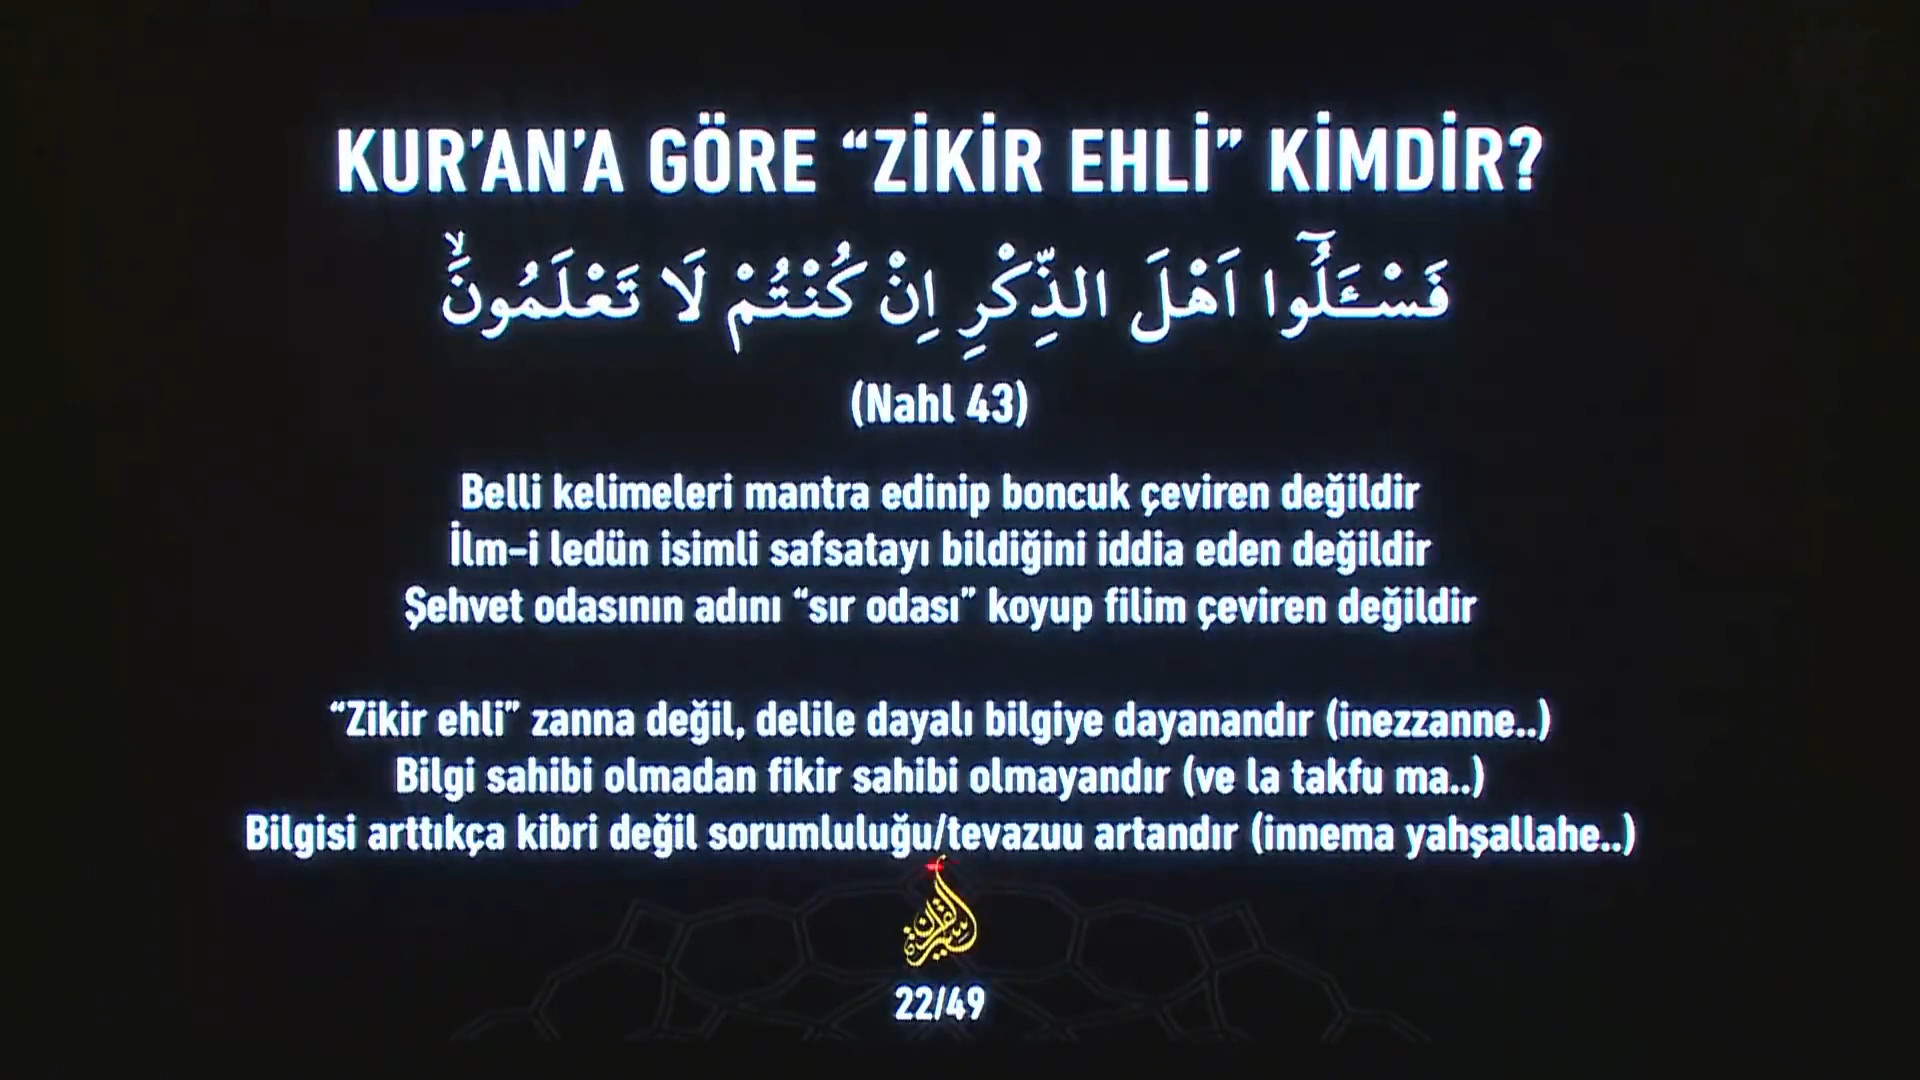 KUR’AN’A GÖRE “ZİKİR EHLİ” KİMDİR?
فَسْـَٔلُٓوا اَهْلَ الذِّكْرِ اِنْ كُنْتُمْ لَا تَعْلَمُونَۙ
(Nahl 43)
Belli kelimeleri mantra edinip boncuk çeviren değildir
İlm-i ledün isimli safsatayı bildiğini iddia eden değildir
Şehvet odasının adını “sır odası” koyup filim çeviren değildir
“Zikir ehli” zanna değil, delile dayalı bilgiye dayanandır (inezzanne..)
Bilgi sahibi olmadan fikir sahibi olmayandır (ve la takfu ma..)
Bilgisi arttıkça kibri değil sorumluluğu/tevazuu artandır (innema yahşallahe..)
22/49